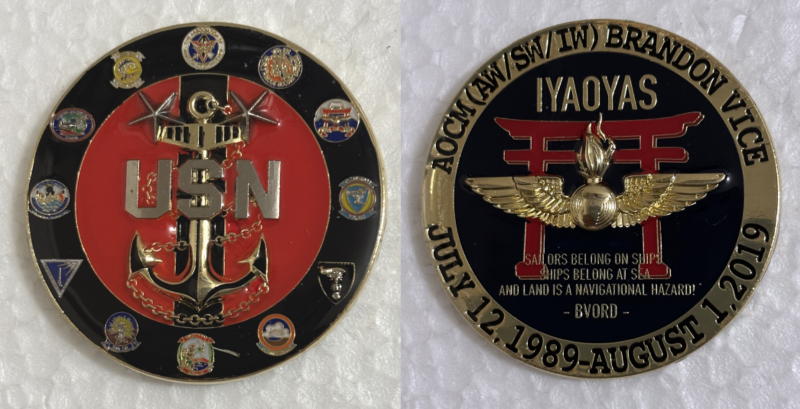 USN
AOCM (AW/SW/IW) BRANDON VICE
IYAOYAS
SAILORS BELONG ON SHIPS
SHIPS BELONG AT SEA
AND LAND IS A NAVIGATIONAL HAZARD!"
- BVORD -
JULY 12, 1989-AUGUST 1, 2019